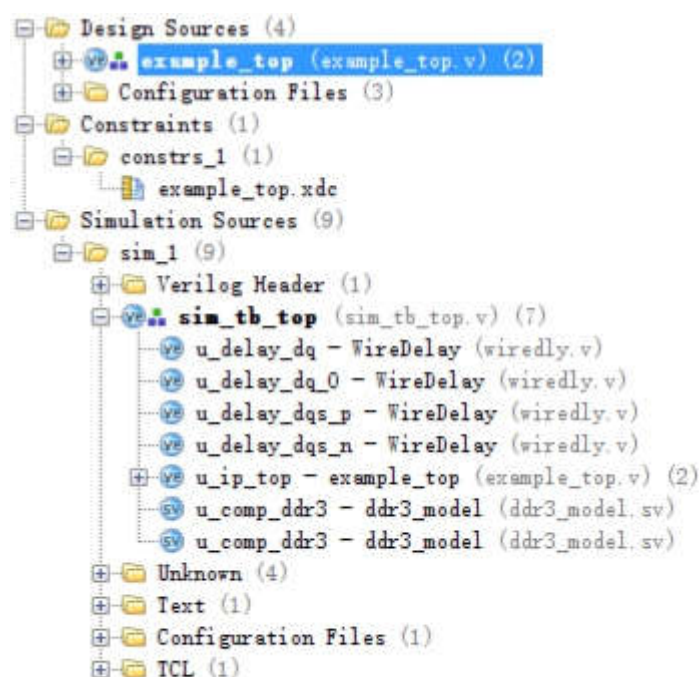 Design Sources (4)
example_top (example_top.v) (2)
Configuration Files (3)
Constraints (1)
constrs_1 (1)
example_top.xdc
Simulation Sources (9)
sim_1 (9)
Verilog Header (1)
sim_tb_top (sim_tb_top.v) (7)
u_delay_dq - WireDelay (wiredly.v)
u_delay_dq_0 - WireDelay (wiredly.v)
u_delay_dqs_p - WireDelay (wiredly.v)
u_delay_dqs_n - WireDelay (wiredly.v)
u_ip_top - example_top (example_top.v) (2)
u_comp_ddr3 - ddr3_model (ddr3_model.sv)
u_comp_ddr3 - ddr3_model (ddr3_model.sv)
Unknown (4)
Text (1)
Configuration Files (1)
TCL (1)